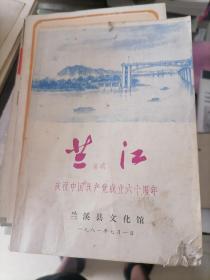 兰江
庆祝中国共产党成立六十周年
兰溪县文化馆
一九八一年七月一日